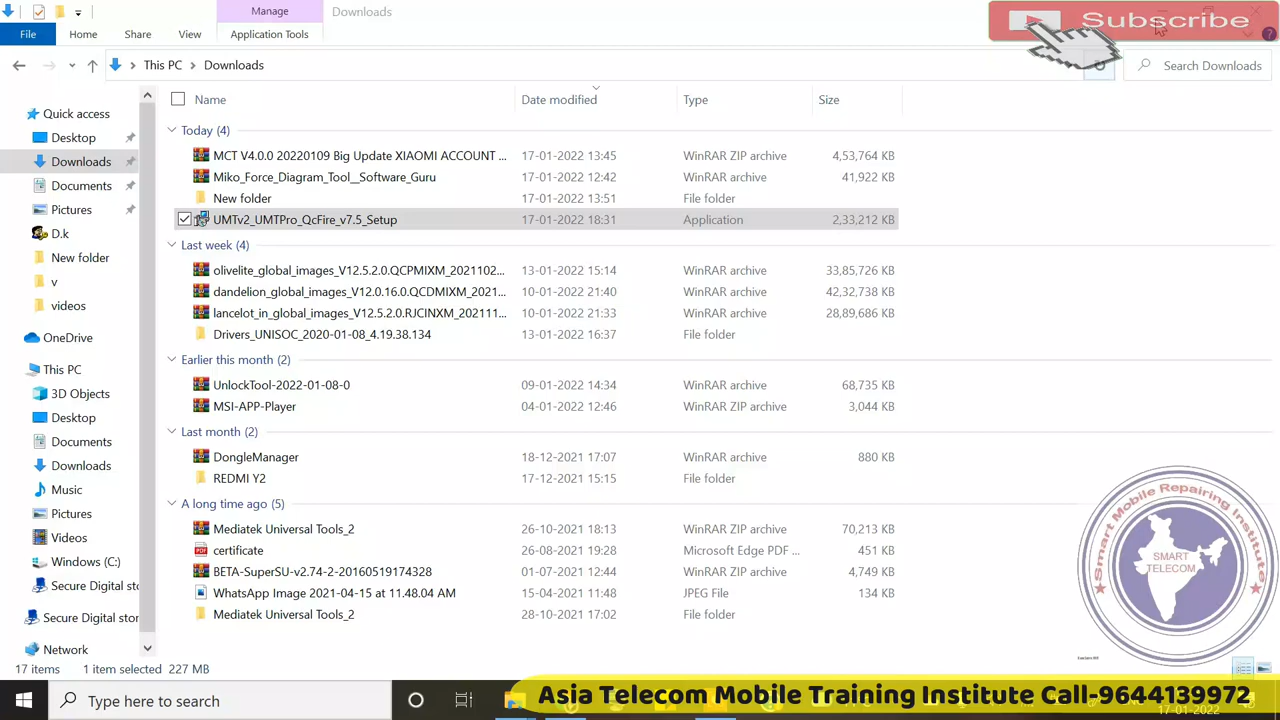 Manage
Downloads
Subscribe
File
Home
Share
View
Application Tools
This PC
Downloads
Search Downloads
Name
Date modified
Type
Size
Quick access
Desktop
Downloads
Documents
Pictures
D.k
New folder
v
videos
OneDrive
This PC
3D Objects
Desktop
Documents
Downloads
Music
Pictures
Videos
Windows (C:)
Secure Digital sto
Secure Digital stor
Network
Today (4)
MCT V4.0.0 20220109 Big Update XIAOMI ACCOUNT ... 17-01-2022 13:45 WinRAR ZIP archive 4,53,764 KB
Miko_Force_Diagram_Tool__Software_Guru 17-01-2022 12:42 WinRAR archive 41,922 KB
New folder 17-01-2022 13:51 File folder
UMTv2_UMTPro_QcFire_v7.5_Setup 17-01-2022 18:31 Application 2,33,212 KB
Last week (4)
olivelite_global_images_V12.5.2.0.QCPMIXM_2021102... 13-01-2022 15:14 WinRAR archive 33,85,726 KB
dandelion_global_images_V12.0.16.0.QCDMIXM_2021... 10-01-2022 21:40 WinRAR archive 42,32,738 KB
lancelot_in_global_images_V12.5.2.0.RJCINXM_202111... 10-01-2022 21:33 WinRAR archive 28,89,686 KB
Drivers_UNISOC_2020-01-08_4.19.38.134 13-01-2022 16:37 File folder
Earlier this month (2)
UnlockTool-2022-01-08-0 09-01-2022 14:34 WinRAR archive 68,735 KB
MSI-APP-Player 04-01-2022 12:46 WinRAR ZIP archive 3,044 KB
Last month (2)
DongleManager 18-12-2021 17:07 WinRAR archive 880 KB
REDMI Y2 17-12-2021 15:15 File folder
A long time ago (5)
Mediatek Universal Tools_2 26-10-2021 18:13 WinRAR ZIP archive 70,213 KB
certificate 26-08-2021 19:28 Microsoft Edge PDF ... 451 KB
BETA-SuperSU-v2.74-2-20160519174328 01-07-2021 12:44 WinRAR ZIP archive 4,749 KB
WhatsApp Image 2021-04-15 at 11.48.04 AM 15-04-2021 11:48 JPEG File 134 KB
Mediatek Universal Tools_2 28-10-2021 17:02 File folder
Smart Mobile Repairing Institute
SMART
TELECOM
17 items
1 item selected
227 MB
Type here to search
Asia Telecom Mobile Training Institute Call-9644139972
17-01-2022